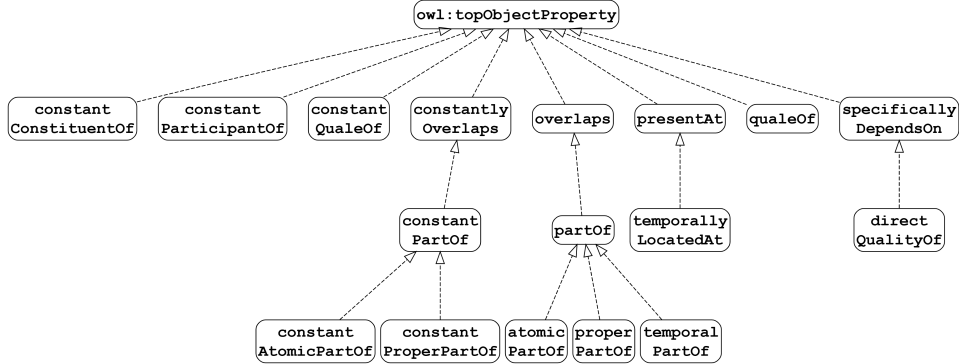 owl:topObjectProperty
constant
ConstituentOf
constant
ParticipantOf
constant
QualeOf
constantly
Overlaps
overlaps
presentAt
qualeOf
specifically
DependsOn
constant
PartOf
partOf
temporally
LocatedAt
direct
QualityOf
constant
AtomicPartOf
constant
ProperPartOf
atomic
PartOf
proper
PartOf
temporal
PartOf